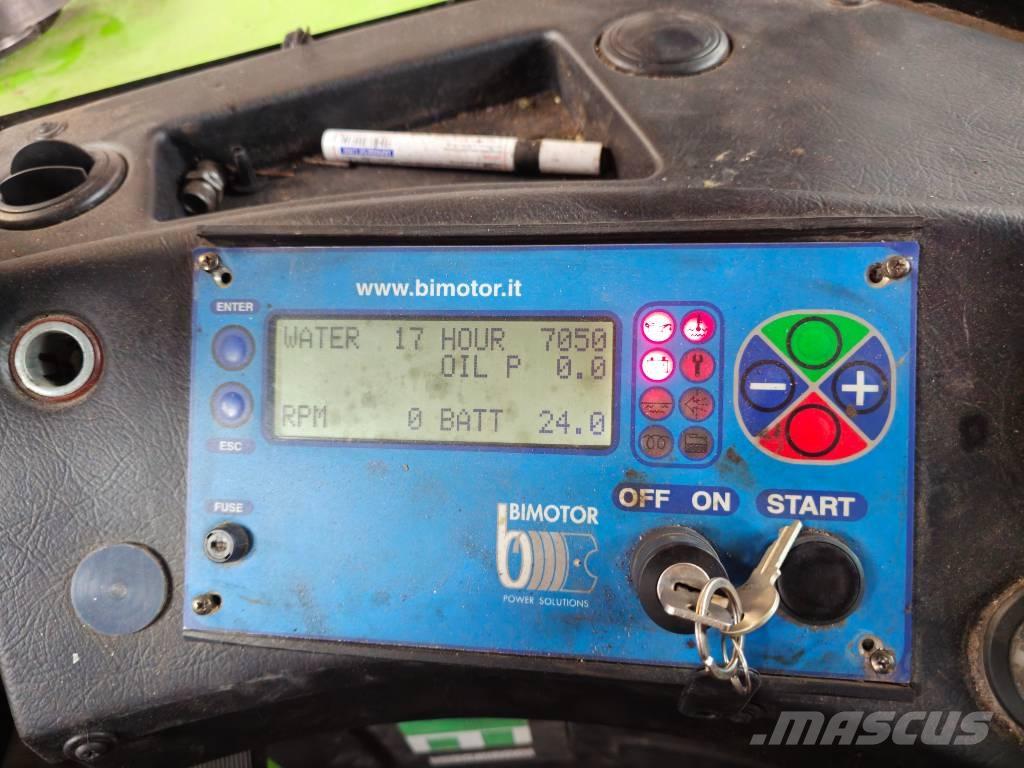 www.bimotor.it
ENTER
WATER 17 HOUR 7050
OIL P 0.0
RPM 0 BATT 24.0
ESC
OFF ON START
FUSE
BIMOTOR
POWER SOLUTIONS
MASCUS